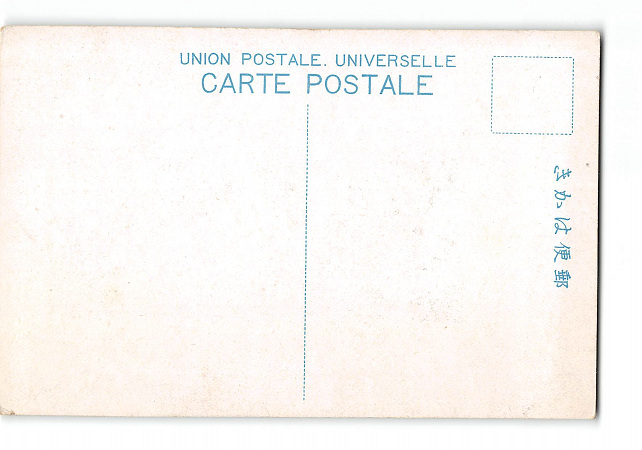 UNION POSTALE. UNIVERSELLE
CARTE POSTALE
郵便はかき